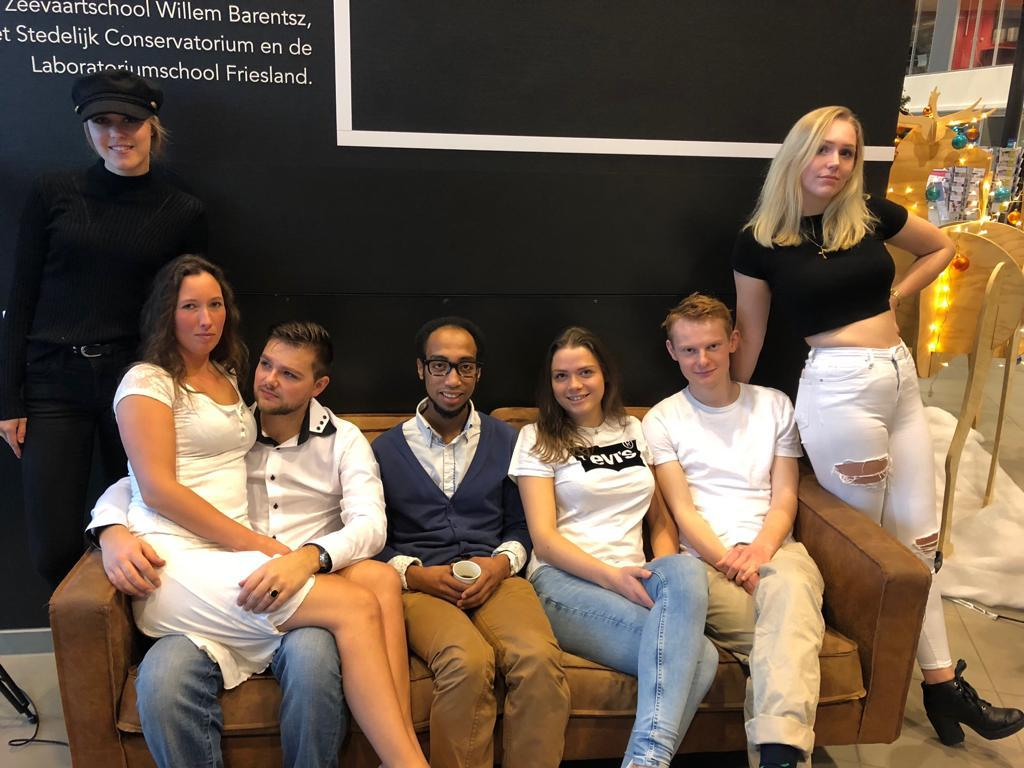 Zeevaartschool Willem Barentsz,
et Stedelijk Conservatorium en de
Laboratoriumschool Friesland.
evi's